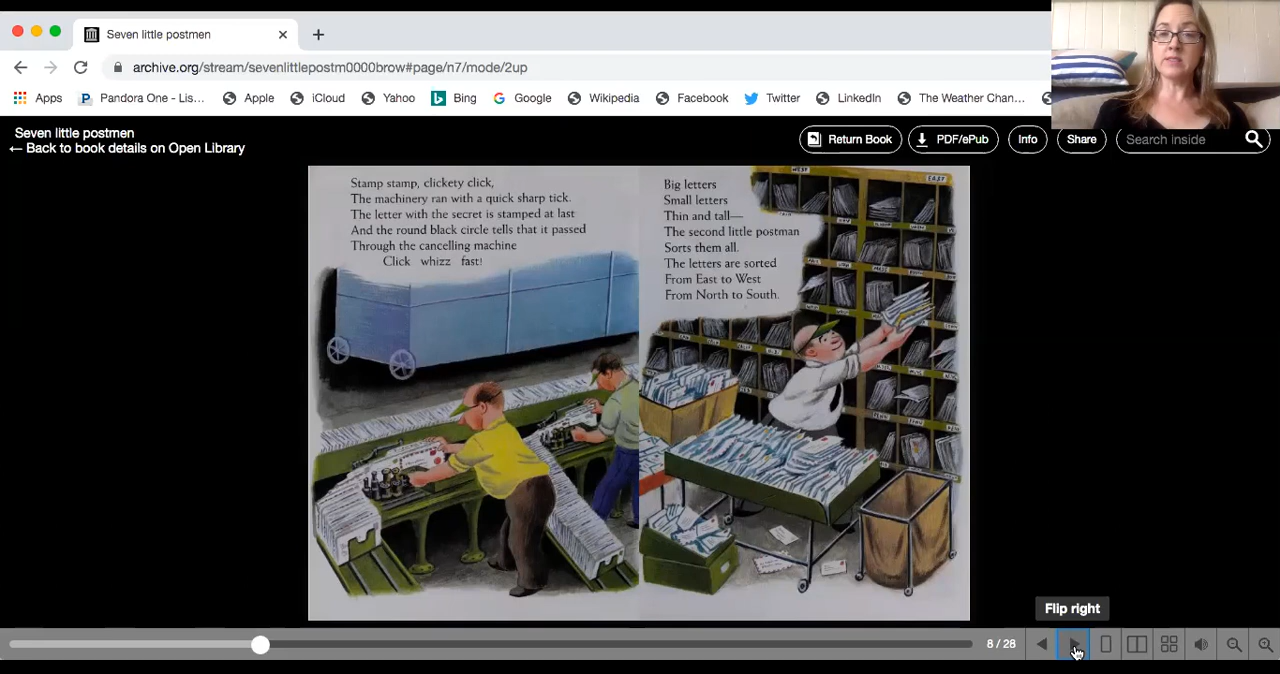 Seven little postmen
archive.org/stream/sevenlittlepostm0000brow#page/n7/mode/2up
Apps
Pandora One - Lis...
Apple
iCloud
Yahoo
Bing
Google
Wikipedia
Facebook
Twitter
LinkedIn
The Weather Chan...
Seven little postmen
← Back to book details on Open Library
Return Book
PDF/ePub
Info
Share
Search inside
Stamp stamp, clickety click,
The machinery ran with a quick sharp tick.
The letter with the secret is stamped at last
And the round black circle tells that it passed
Through the cancelling machine
Click whizz fast!
Big letters
Small letters
Thin and tall—
The second little postman
Sorts them all.
The letters are sorted
From East to West
From North to South.
WEST
EAST
Flip right
8 / 28